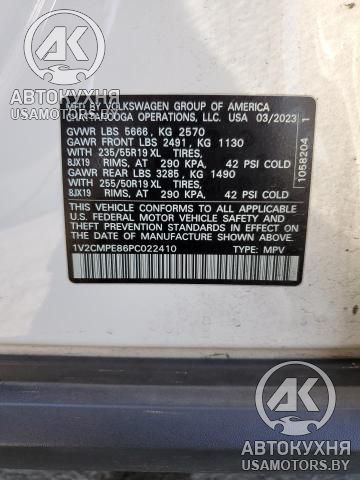 АВТОКУХНЯ
USAMOTORS.BY
MFD. BY VOLKSWAGEN GROUP OF AMERICA
CHATTANOOGA OPERATIONS, LLC. USA 03/2023
GVWR LBS 5666, KG 2570
GAWR FRONT LBS 2491, KG 1130
WITH 235/55R19 XL TIRES,
8JX19 RIMS, AT 290 KPA, 42 PSI COLD
GAWR REAR LBS 3285, KG 1490
WITH 255/50R19 XL TIRES,
8JX19 RIMS, AT 290 KPA, 42 PSI COLD
THIS VEHICLE CONFORMS TO ALL APPLICABLE
U.S. FEDERAL MOTOR VEHICLE SAFETY, BUMPER
AND THEFT PREVENTION STANDARDS IN EFFECT
ON THE DATE OF MANUFACTURE SHOWN ABOVE.
1V2CMPE86PC022410 TYPE: MPV
1058204 1
АВТОКУХНЯ
USAMOTORS.BY